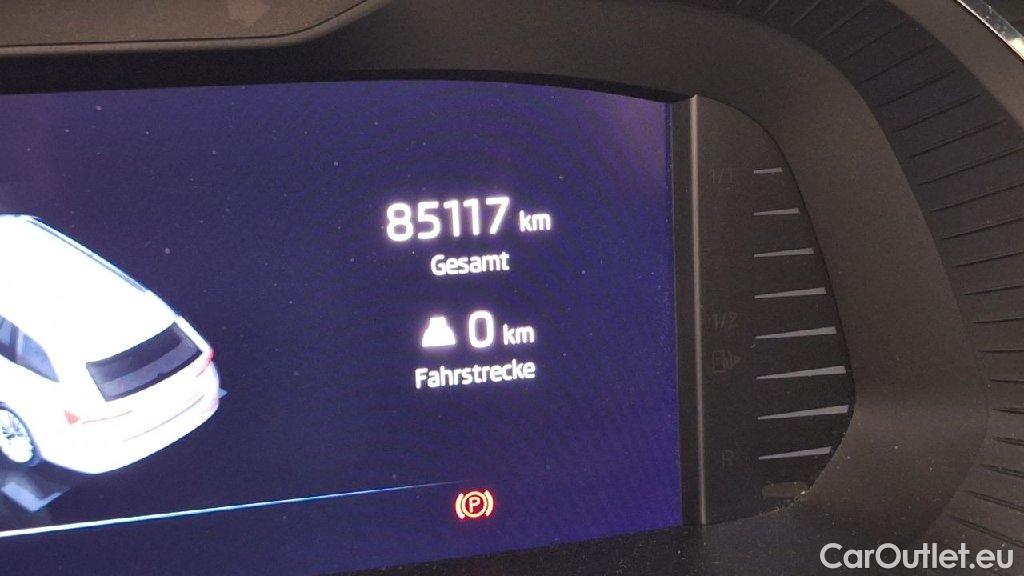 85117 km
Gesamt
0 km
Fahrstrecke
P
1/1
1/2
R
CarOutlet.eu